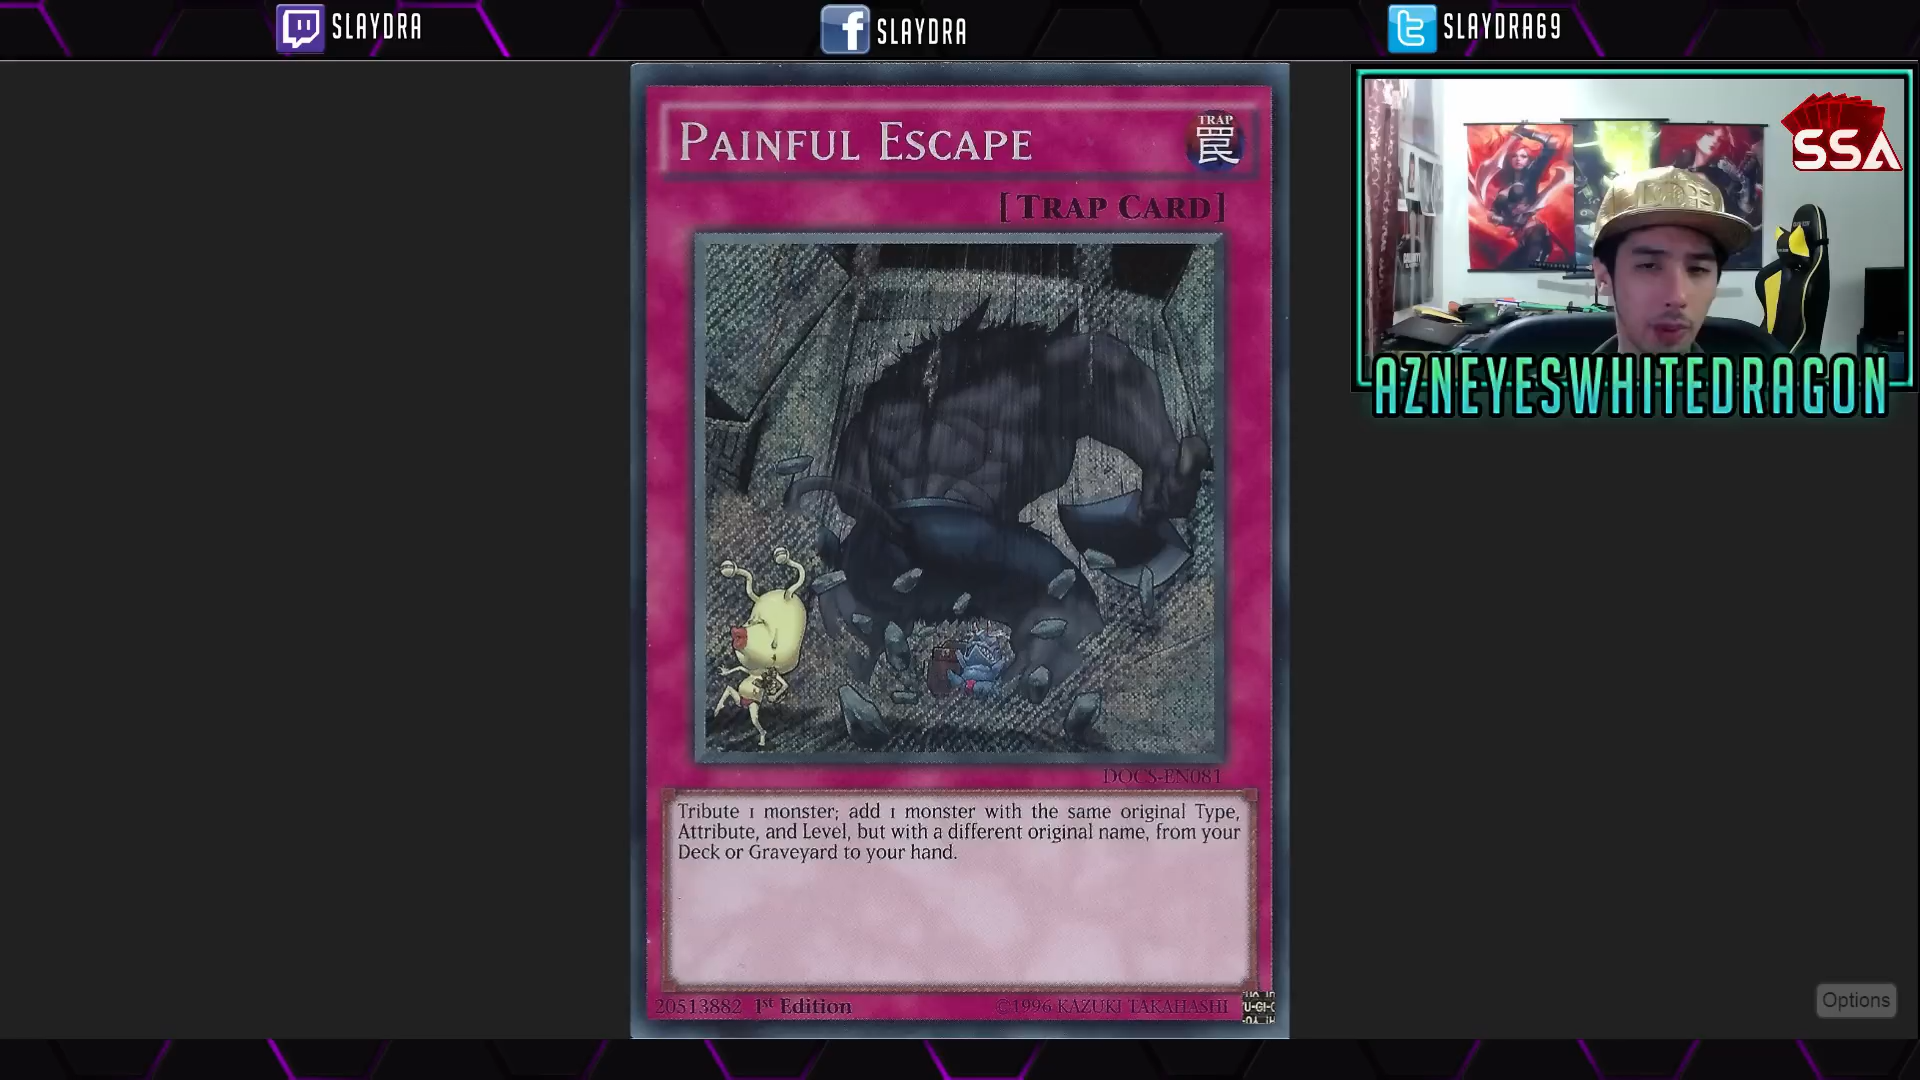 SLAYDRA
SLAYDRA
SLAYDRA69
PAINFUL ESCAPE
TRAP
罠
[TRAP CARD]
SSA
AZNEYESWHITEDRAGON
DOCS-EN081
Tribute 1 monster; add 1 monster with the same original Type,
Attribute, and Level, but with a different original name, from your
Deck or Graveyard to your hand.
20513882 1st Edition
©1996 KAZUKI TAKAHASHI
Options